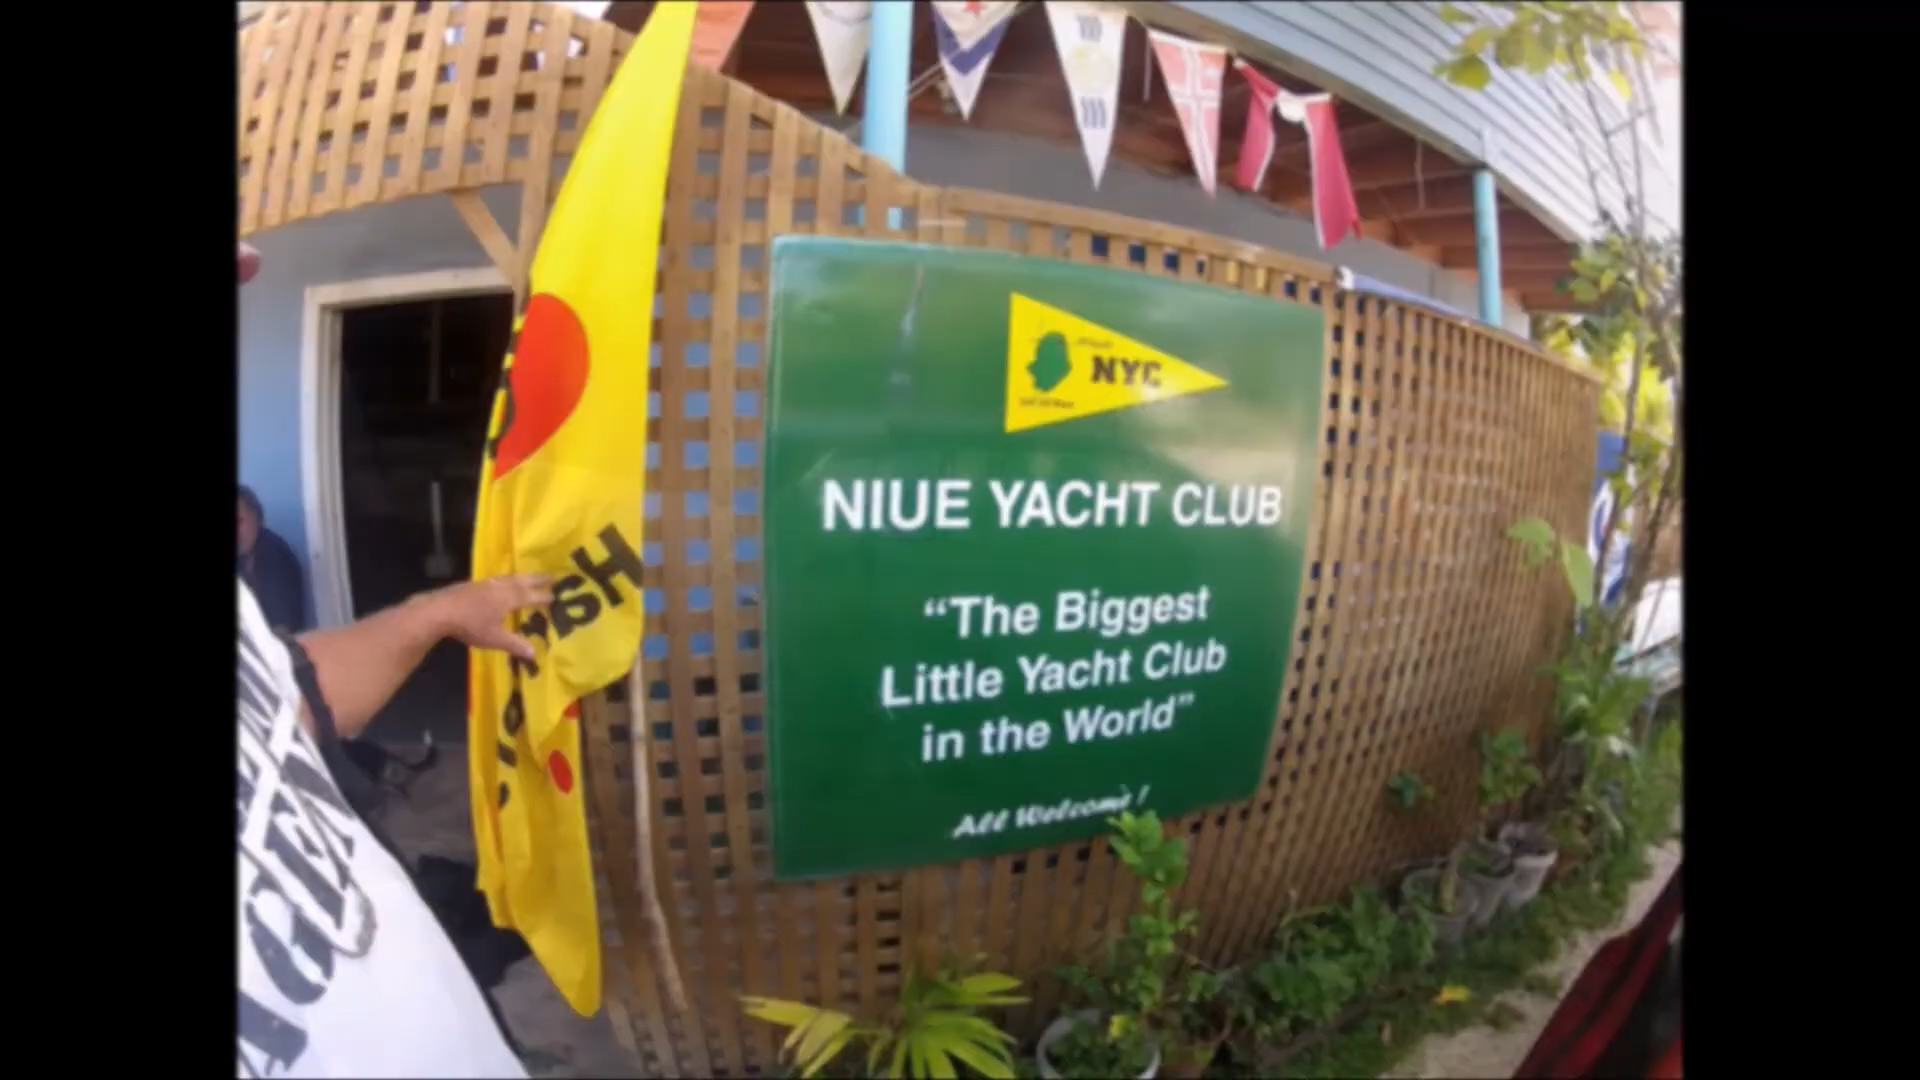 NYC
NIUE YACHT CLUB
“The Biggest
Little Yacht Club
in the World”
All Welcome!